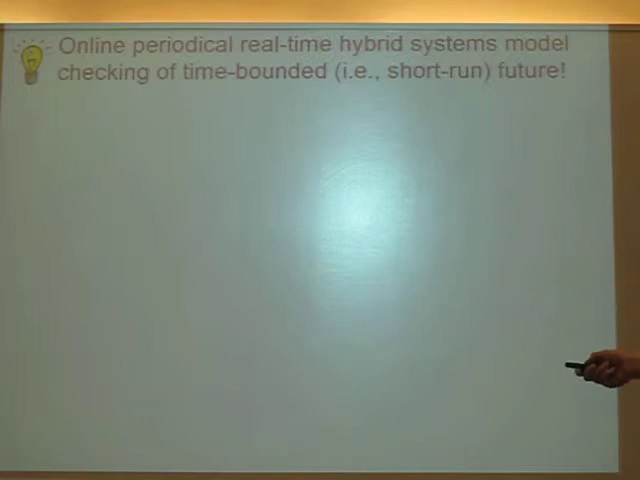 Online periodical real-time hybrid systems model
checking of time-bounded (i.e., short-run) future!